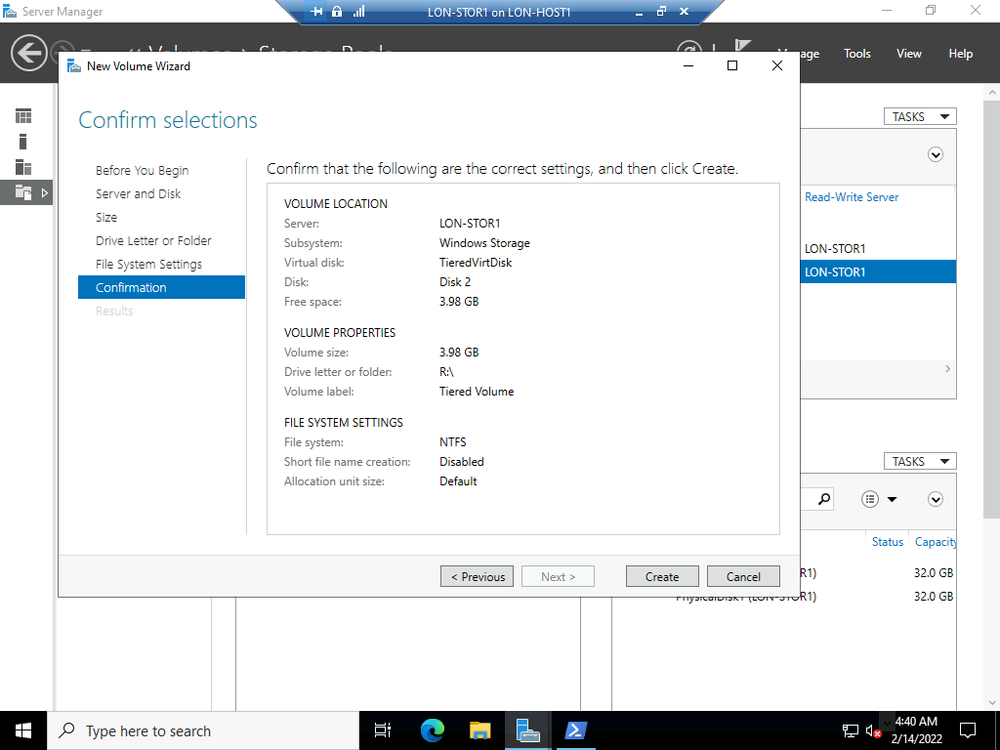 Server Manager
LON-STOR1 on LON-HOST1
Manage
Tools
View
Help
New Volume Wizard
Confirm selections
Before You Begin
Server and Disk
Size
Drive Letter or Folder
File System Settings
Confirmation
Results
Confirm that the following are the correct settings, and then click Create.
VOLUME LOCATION
Server: LON-STOR1
Subsystem: Windows Storage
Virtual disk: TieredVirtDisk
Disk: Disk 2
Free space: 3.98 GB
VOLUME PROPERTIES
Volume size: 3.98 GB
Drive letter or folder: R:\
Volume label: Tiered Volume
FILE SYSTEM SETTINGS
File system: NTFS
Short file name creation: Disabled
Allocation unit size: Default
< Previous
Next >
Create
Cancel
TASKS
Read-Write Server
LON-STOR1
LON-STOR1
TASKS
Status Capacity
R1) 32.0 GB
PhysicalDisk1 (LON-STOR1) 32.0 GB
Type here to search
4:40 AM
2/14/2022